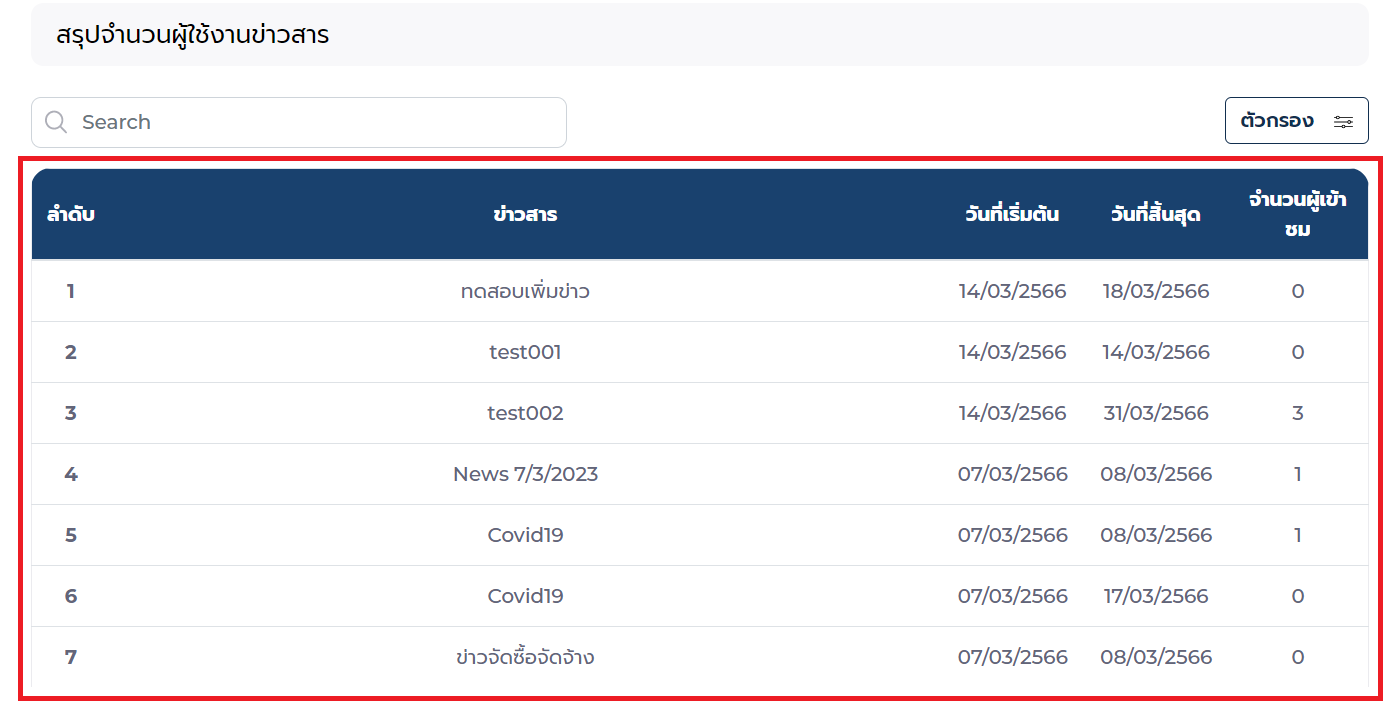 สรุปจำนวนผู้ใช้งานข่าวสาร
Search
ตัวกรอง
ลำดับ ข่าวสาร วันที่เริ่มต้น วันที่สิ้นสุด จำนวนผู้เข้า
ชม
1 ทดสอบเพิ่มข่าว 14/03/2566 18/03/2566 0
2 test001 14/03/2566 14/03/2566 0
3 test002 14/03/2566 31/03/2566 3
4 News 7/3/2023 07/03/2566 08/03/2566 1
5 Covid19 07/03/2566 08/03/2566 1
6 Covid19 07/03/2566 17/03/2566 0
7 ข่าวจัดซื้อจัดจ้าง 07/03/2566 08/03/2566 0